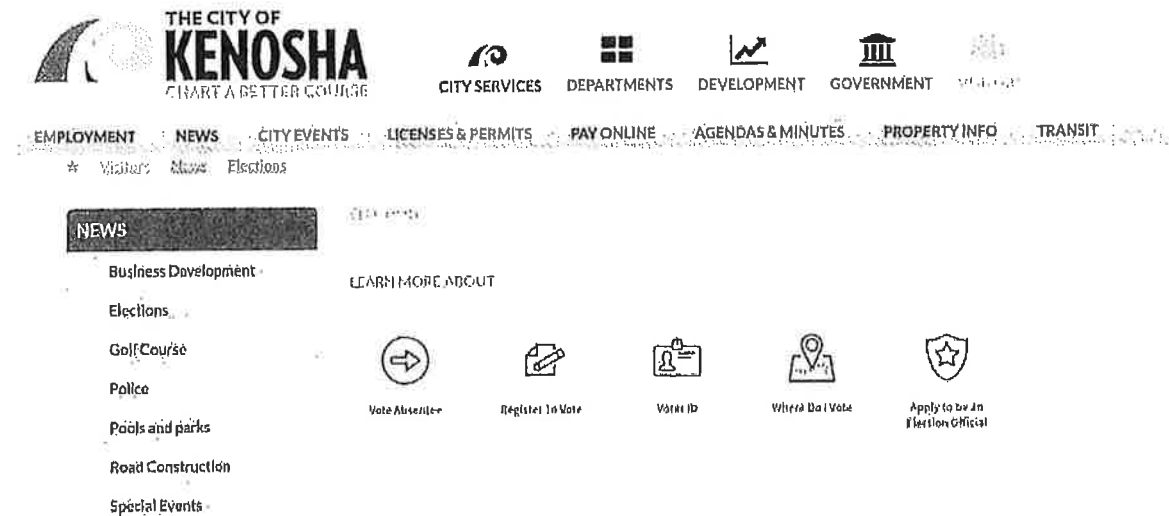 THE CITY OF
KENOSHA
CHART A BETTER COURSE
CITY SERVICES
DEPARTMENTS
DEVELOPMENT
GOVERNMENT
EMPLOYMENT
NEWS
CITY EVENTS
LICENSES & PERMITS
PAY ONLINE
AGENDAS & MINUTES
PROPERTY INFO
TRANSIT
Visitors News Elections
NEWS
Business Development
Elections
Golf Course
Police
Pools and parks
Road Construction
Special Events
LEARN MORE ABOUT
Vote Absentee
Register To Vote
Voter ID
Where Do I Vote
Apply to be an
Election Official